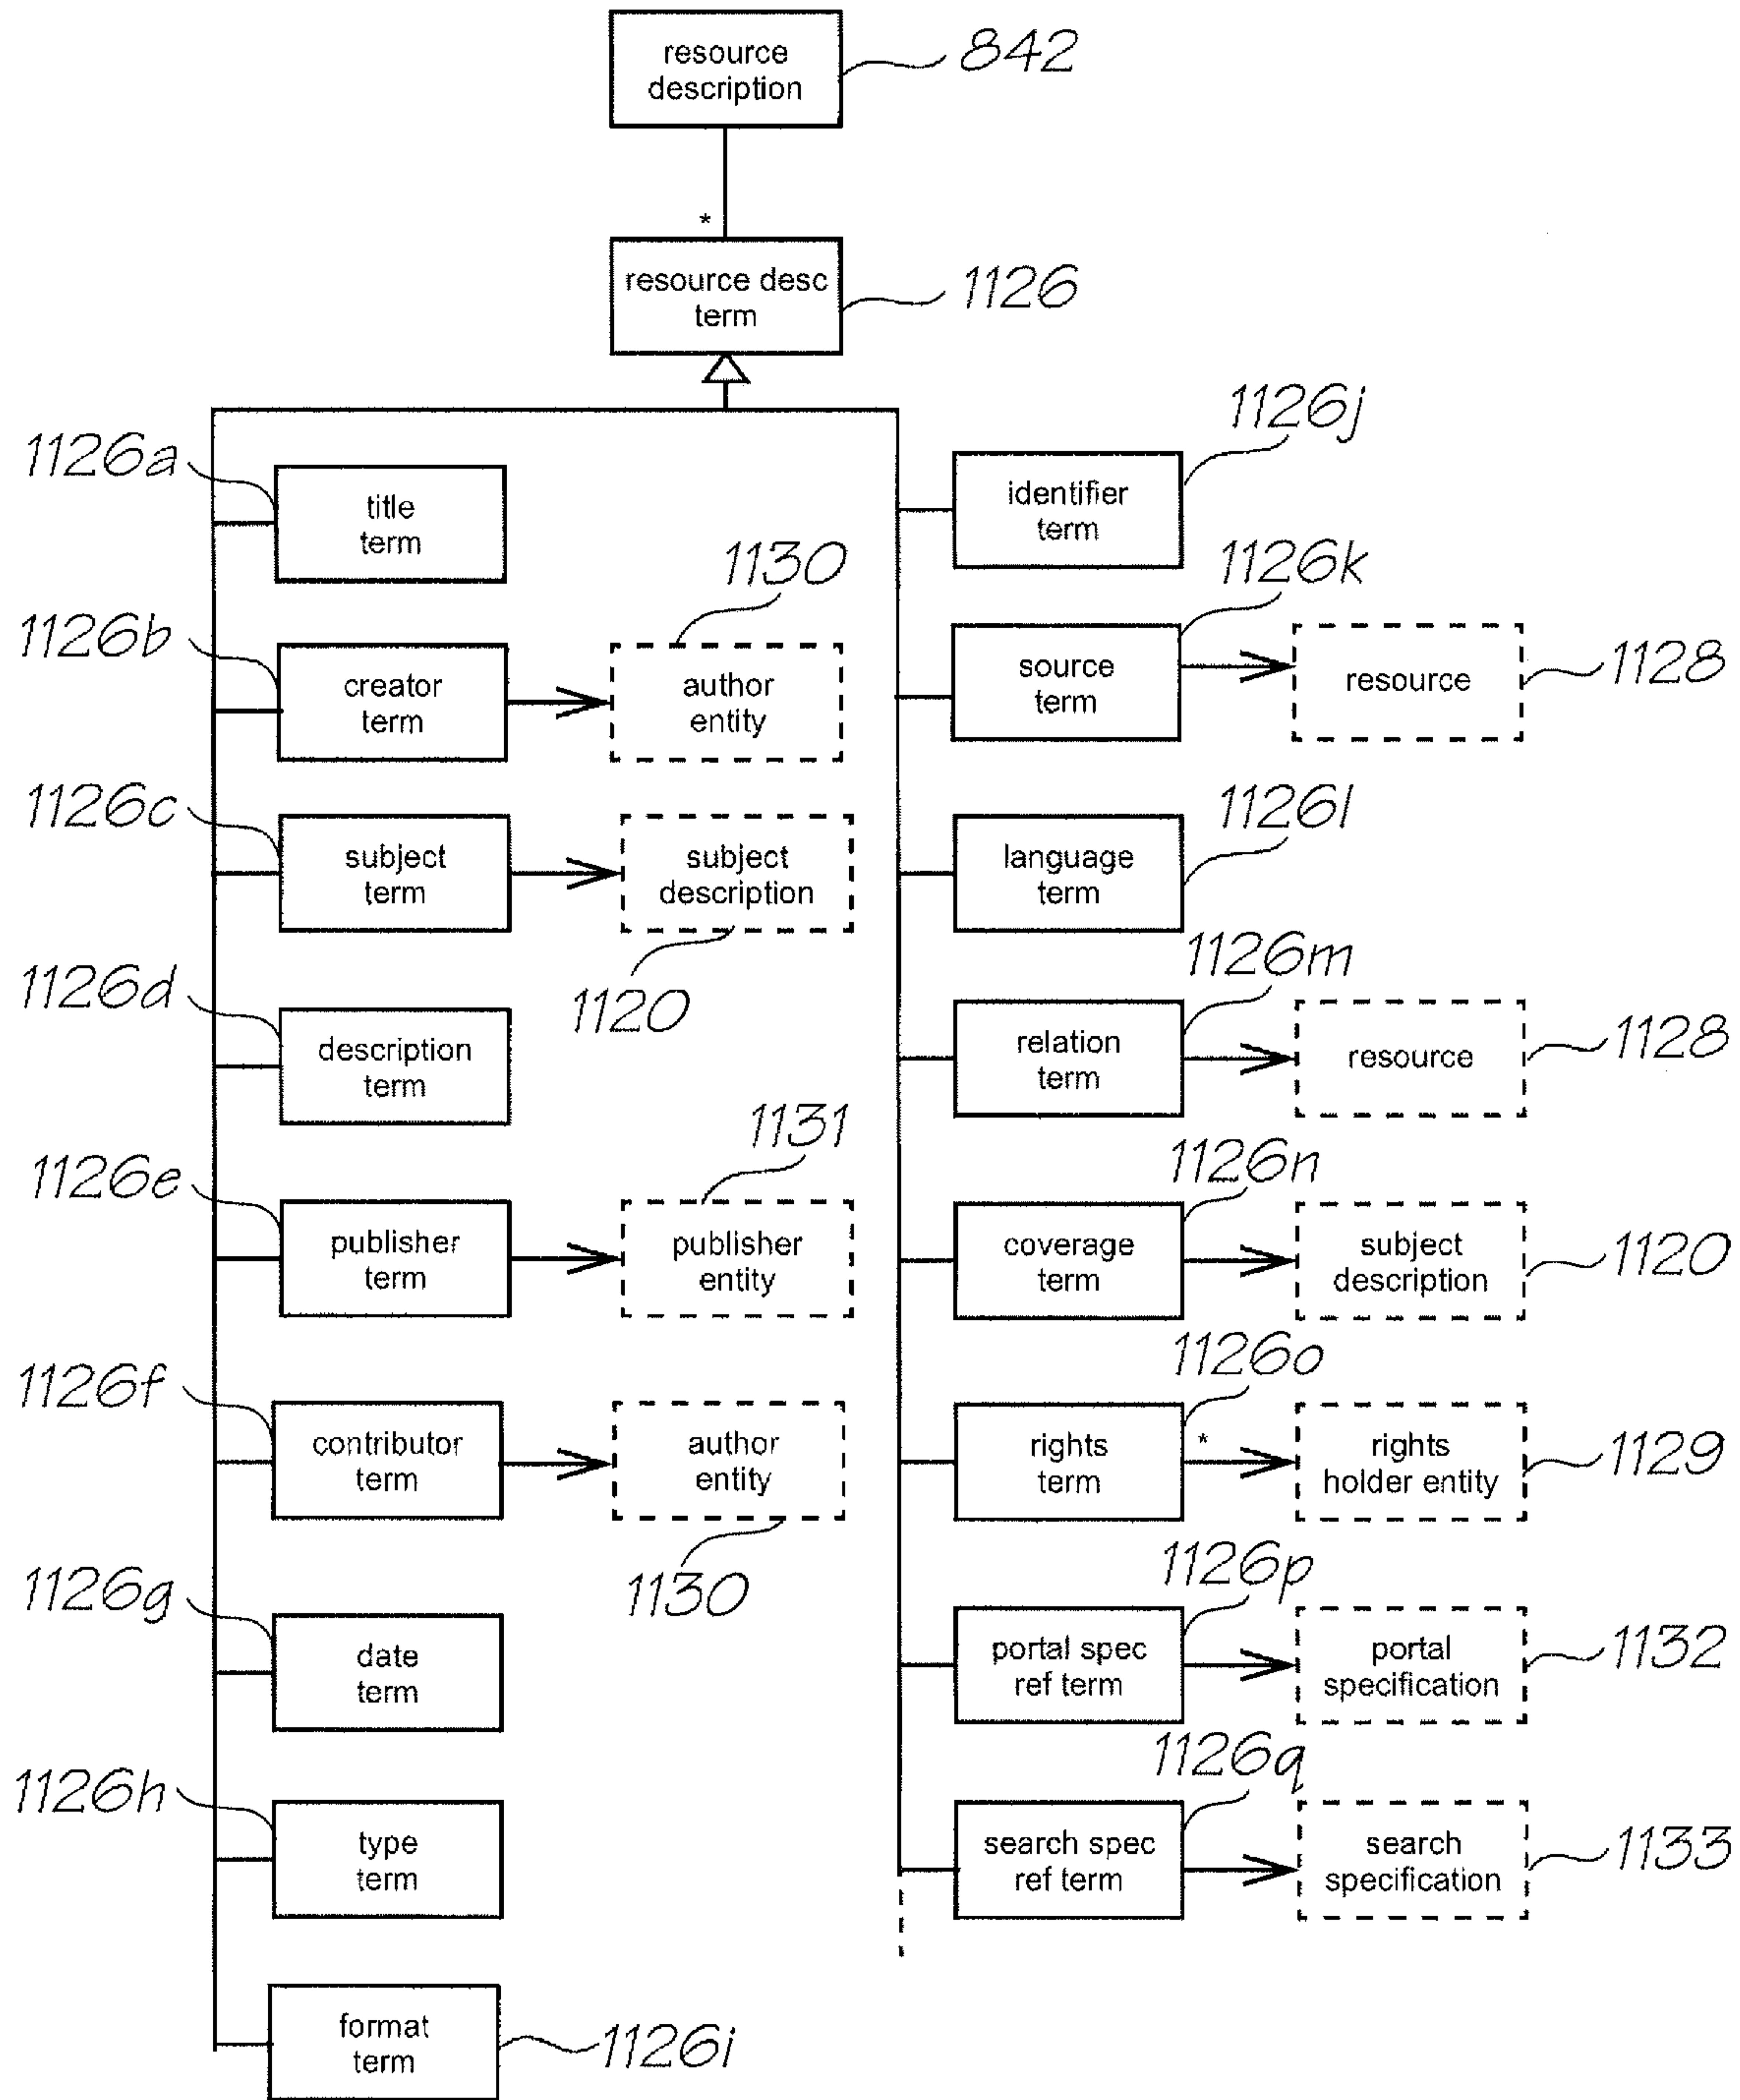 resource
description
842
*
resource desc
term
1126
1126a
title
term
1126b
creator
term
1130
author
entity
1126c
subject
term
subject
description
1120
1126d
description
term
1126e
publisher
term
1131
publisher
entity
1126f
contributor
term
author
entity
1130
1126g
date
term
1126h
type
term
format
term
1126i
1126j
identifier
term
1126k
source
term
resource
1128
1126l
language
term
1126m
relation
term
resource
1128
1126n
coverage
term
subject
description
1120
1126o
rights
term
*
rights
holder entity
1129
1126p
portal spec
ref term
portal
specification
1132
1126q
search spec
ref term
search
specification
1133